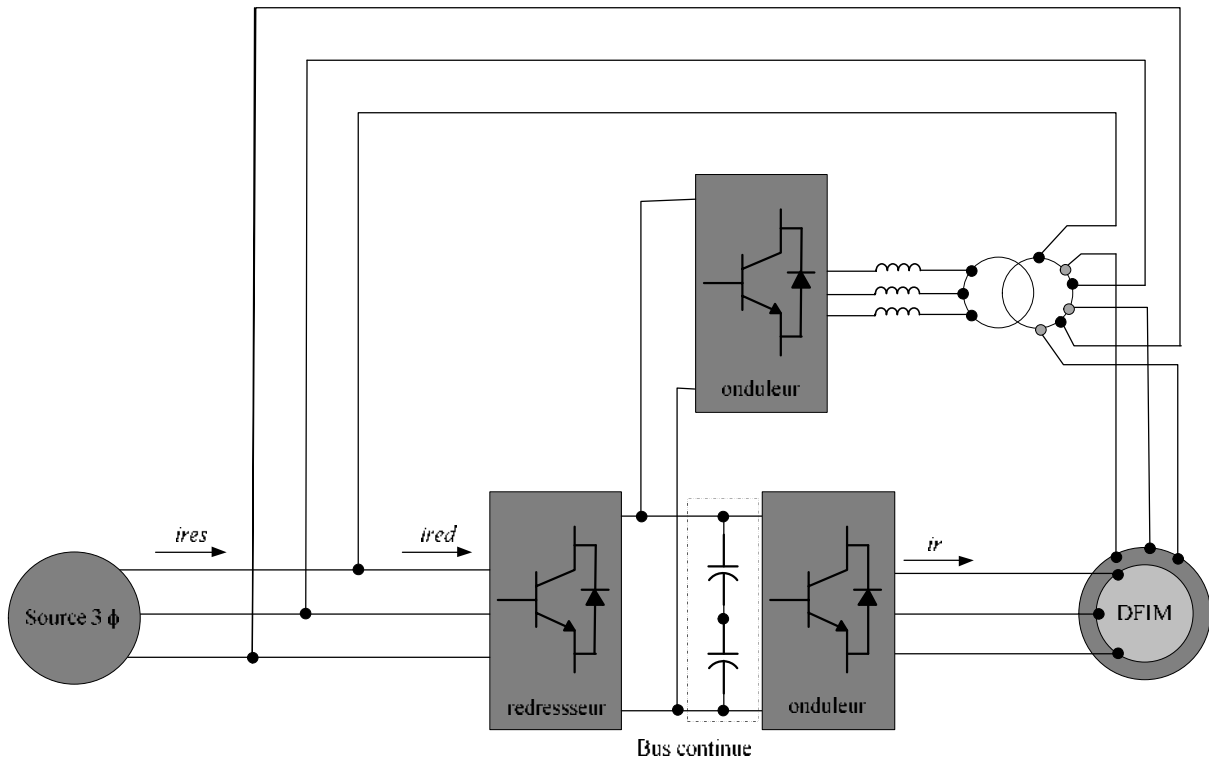 onduleur
ires
ired
ir
Source 3 ϕ
DFIM
redressseur
onduleur
Bus continue